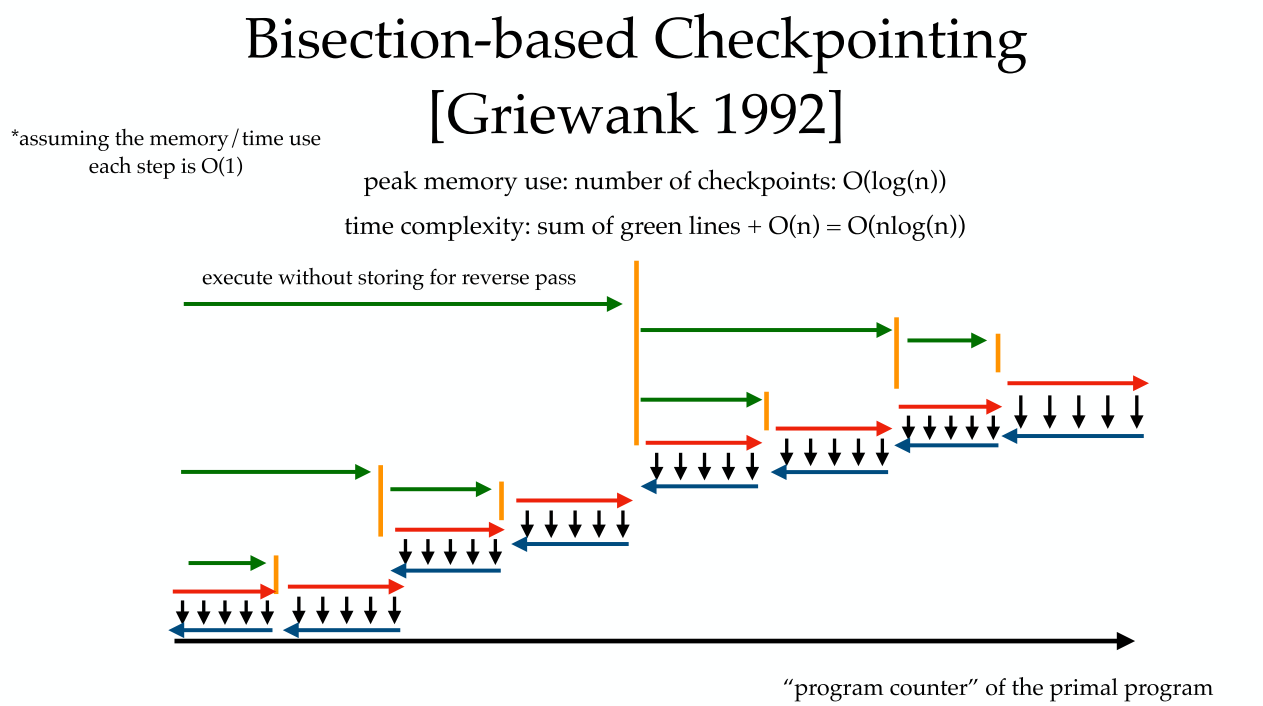 Bisection-based Checkpointing
[Griewank 1992]
*assuming the memory/time use
each step is O(1)
peak memory use: number of checkpoints: O(log(n))
time complexity: sum of green lines + O(n) = O(nlog(n))
execute without storing for reverse pass
“program counter” of the primal program